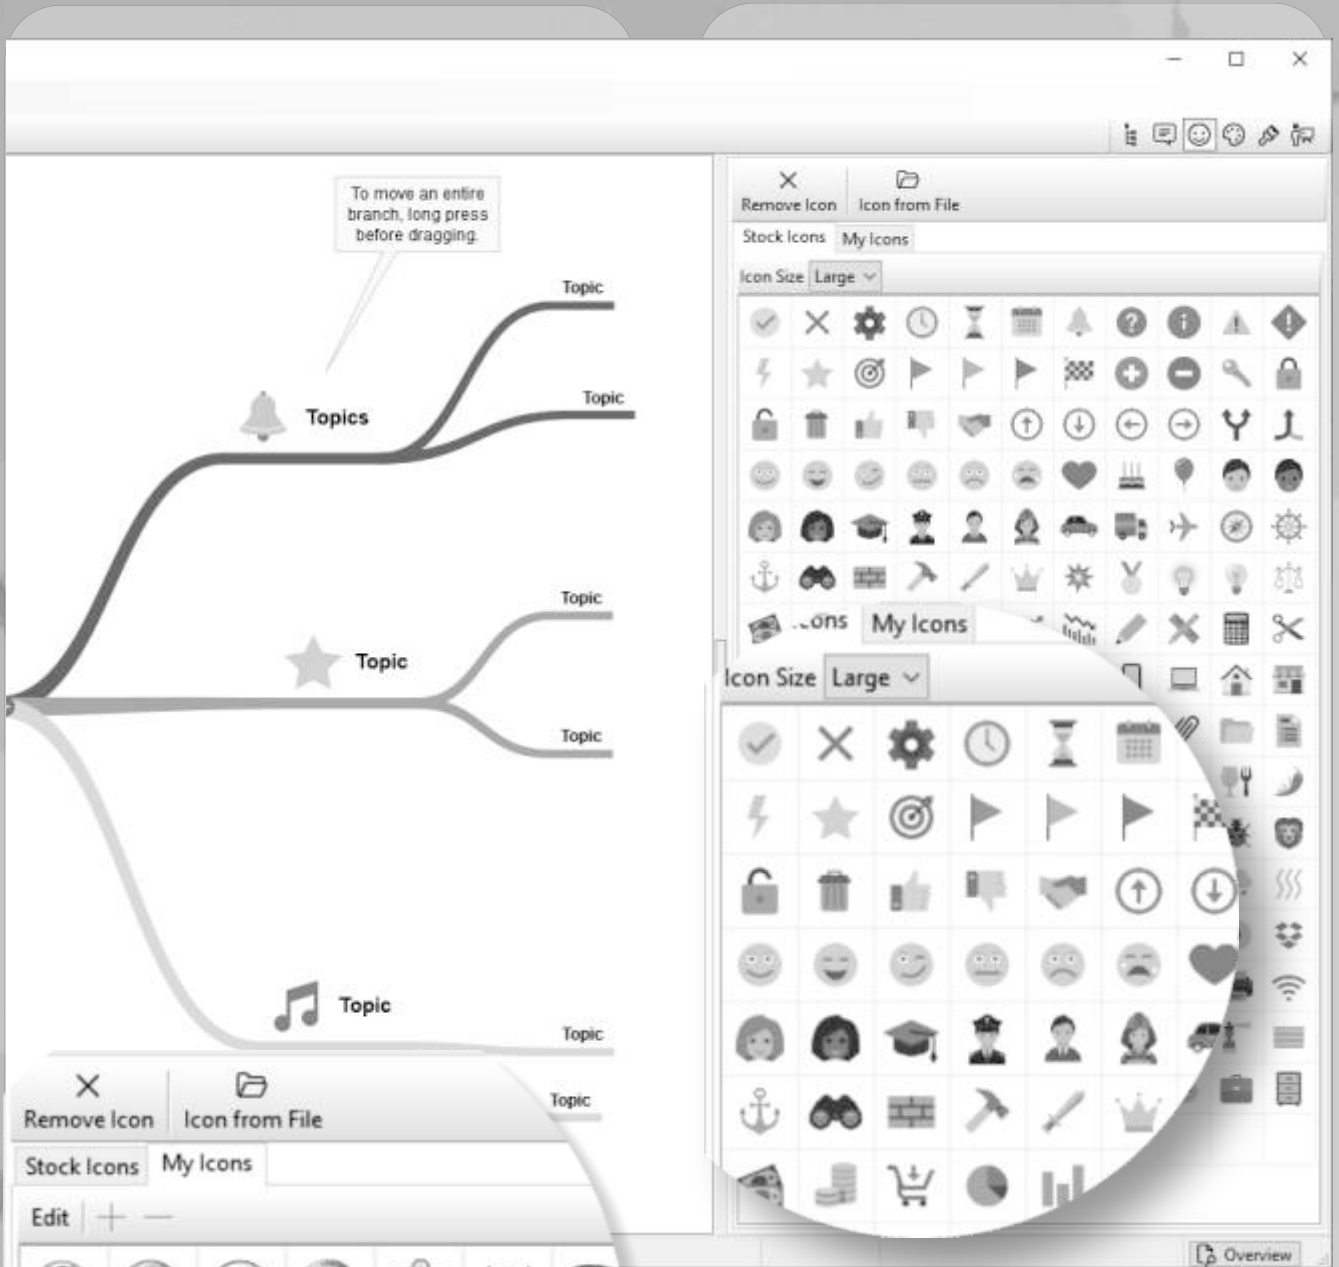 Remove Icon
Icon from File
Stock Icons
My Icons
Icon Size
Large
To move an entire
branch, long press
before dragging.
Topic
Topic
Topics
Topic
Topic
Topic
Topic
Topic
Topic
My Icons
Icon Size
Large
Remove Icon
Icon from File
Stock Icons
My Icons
Edit
Overview